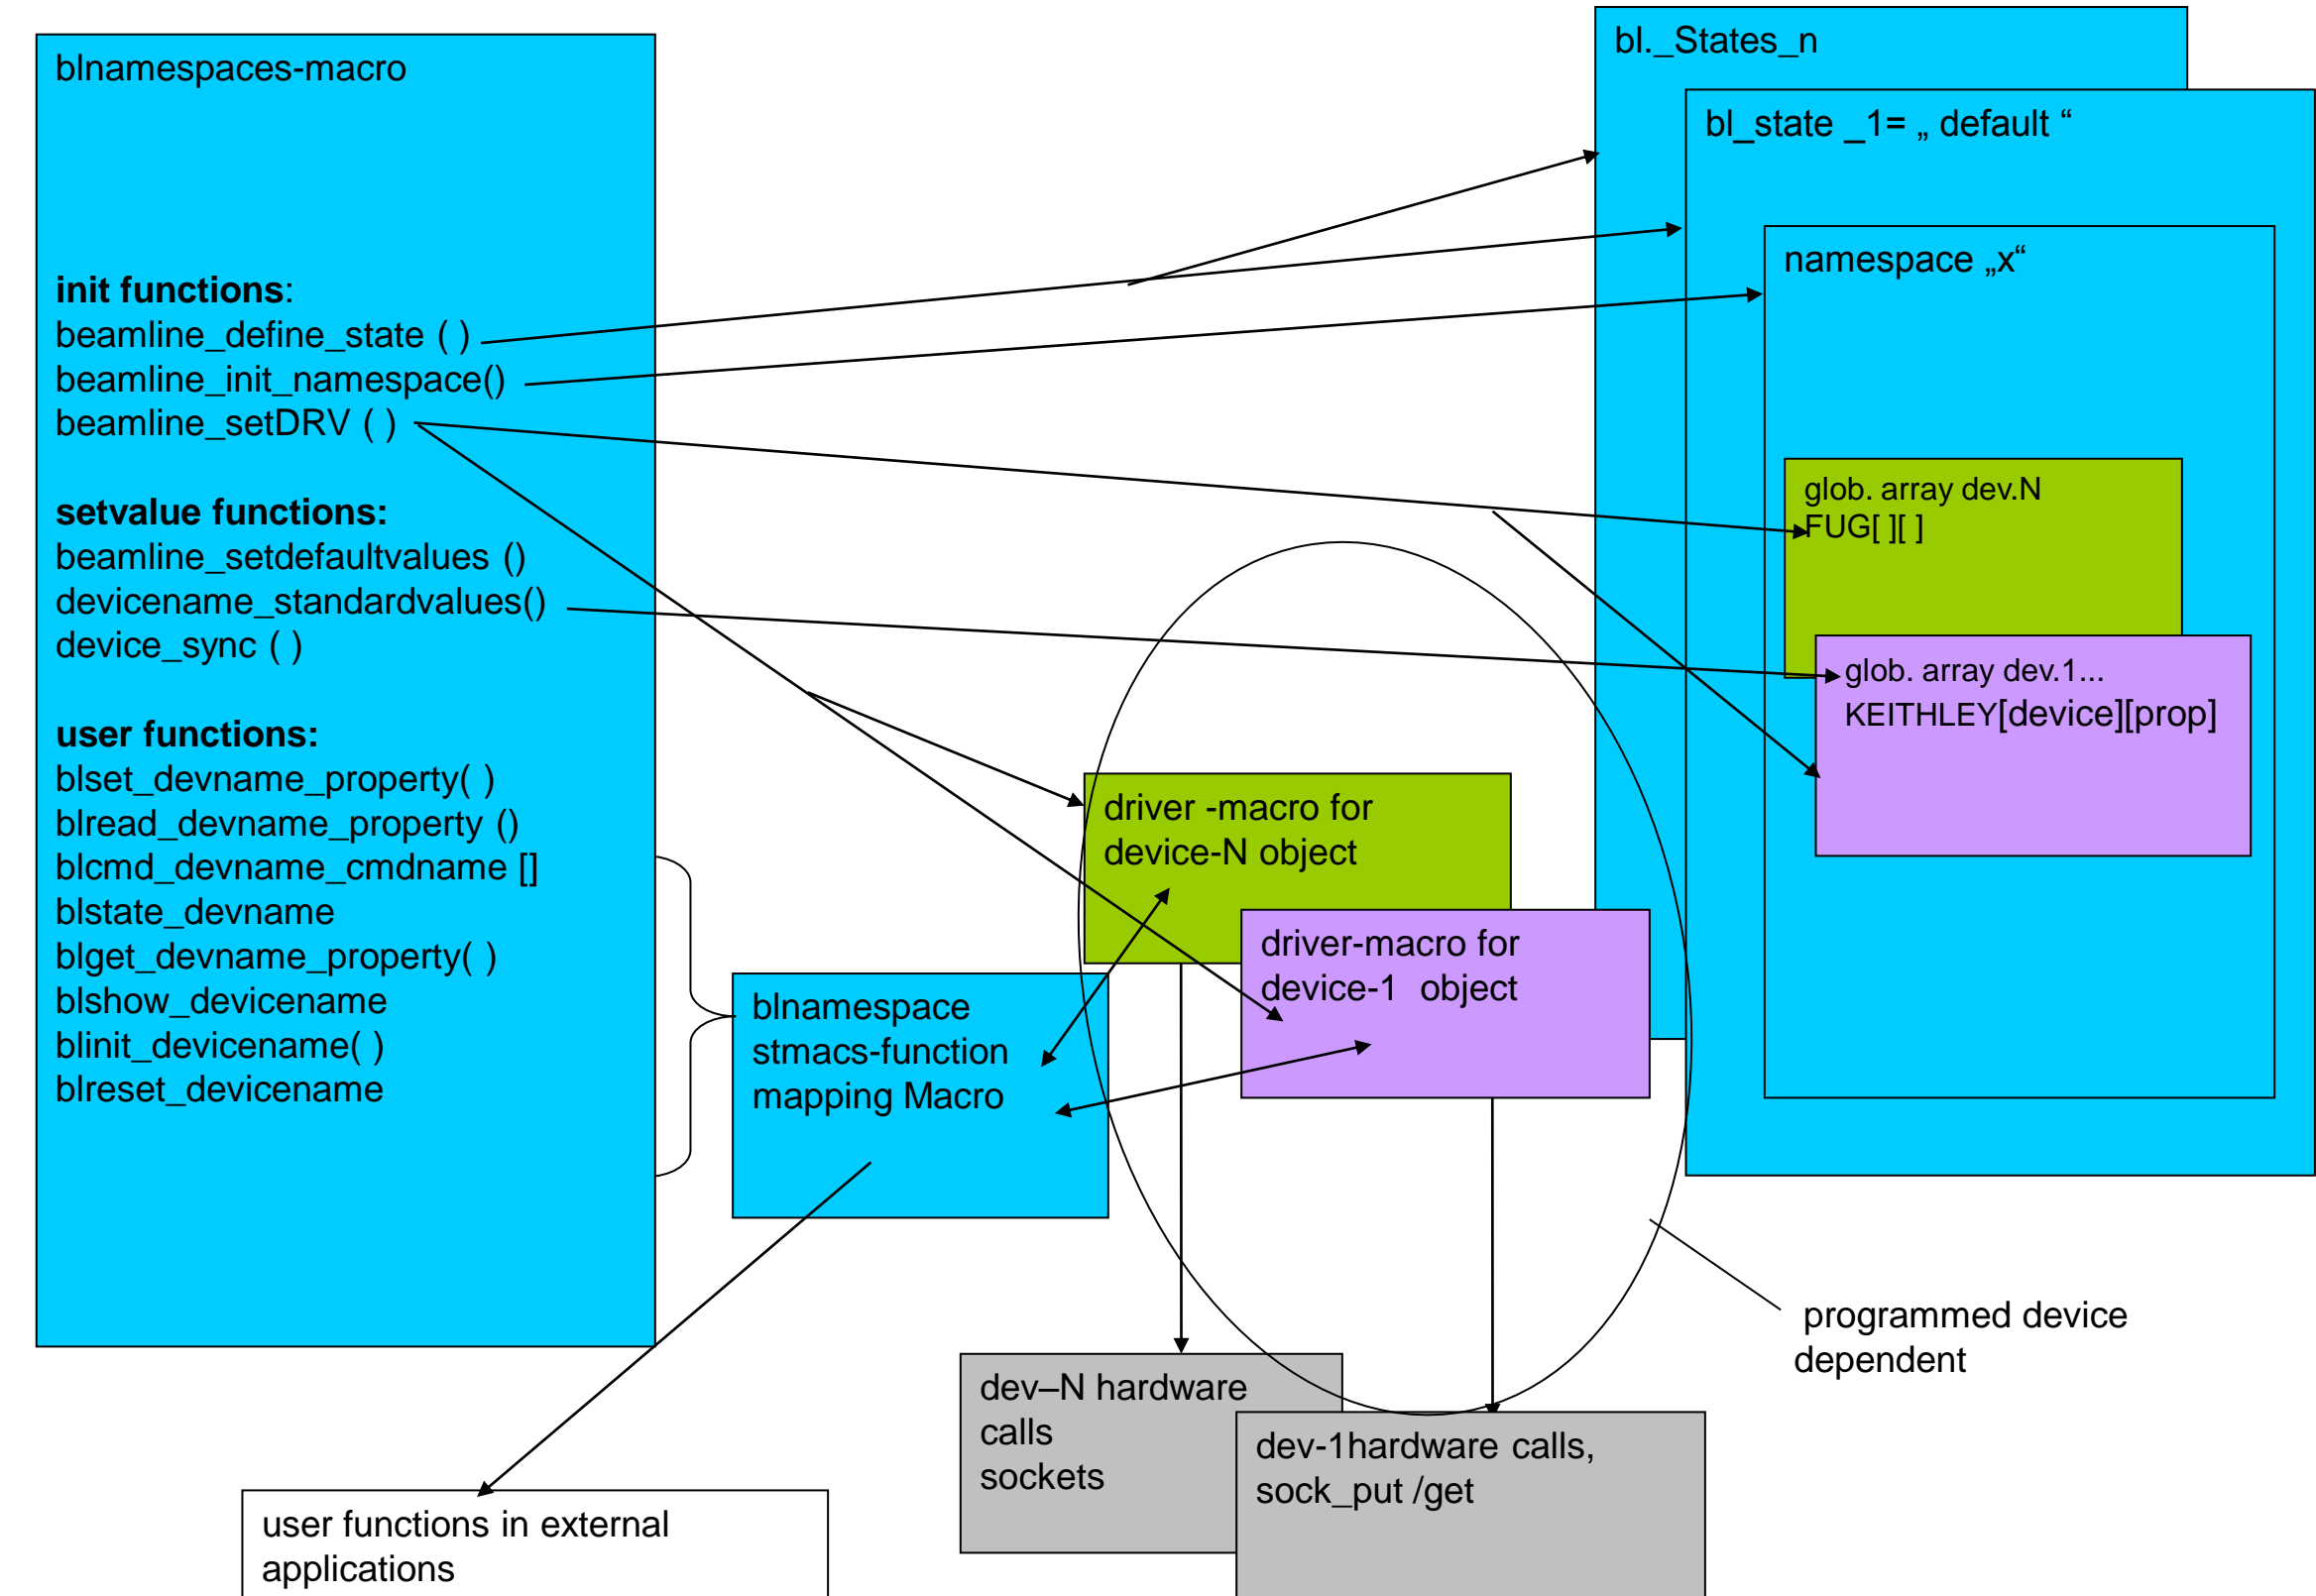 blnamespaces-macro
init functions:
beamline_define_state ( )
beamline_init_namespace()
beamline_setDRV ( )
setvalue functions:
beamline_setdefaultvalues ()
devicename_standardvalues()
device_sync ( )
user functions:
blset_devname_property( )
blread_devname_property ()
blcmd_devname_cmdname []
blstate_devname
blget_devname_property( )
blshow_devicename
blinit_devicename( )
blreset_devicename
bl._States_n
bl_state _1= „ default “
namespace „x“
glob. array dev.N
FUG[ ][ ]
glob. array dev.1...
KEITHLEY[device][prop]
driver -macro for
device-N object
driver-macro for
device-1 object
blnamespace
stmacs-function
mapping Macro
programmed device
dependent
dev–N hardware
calls
sockets
dev-1hardware calls,
sock_put /get
user functions in external
applications